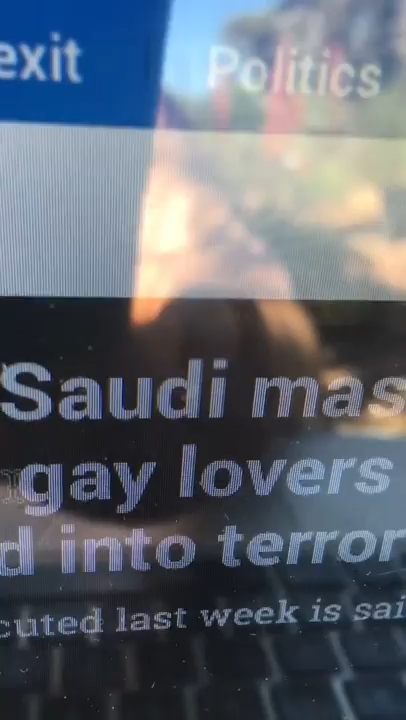 exit Politics
Saudi mas
gay lovers
d into terror
cuted last week is sai